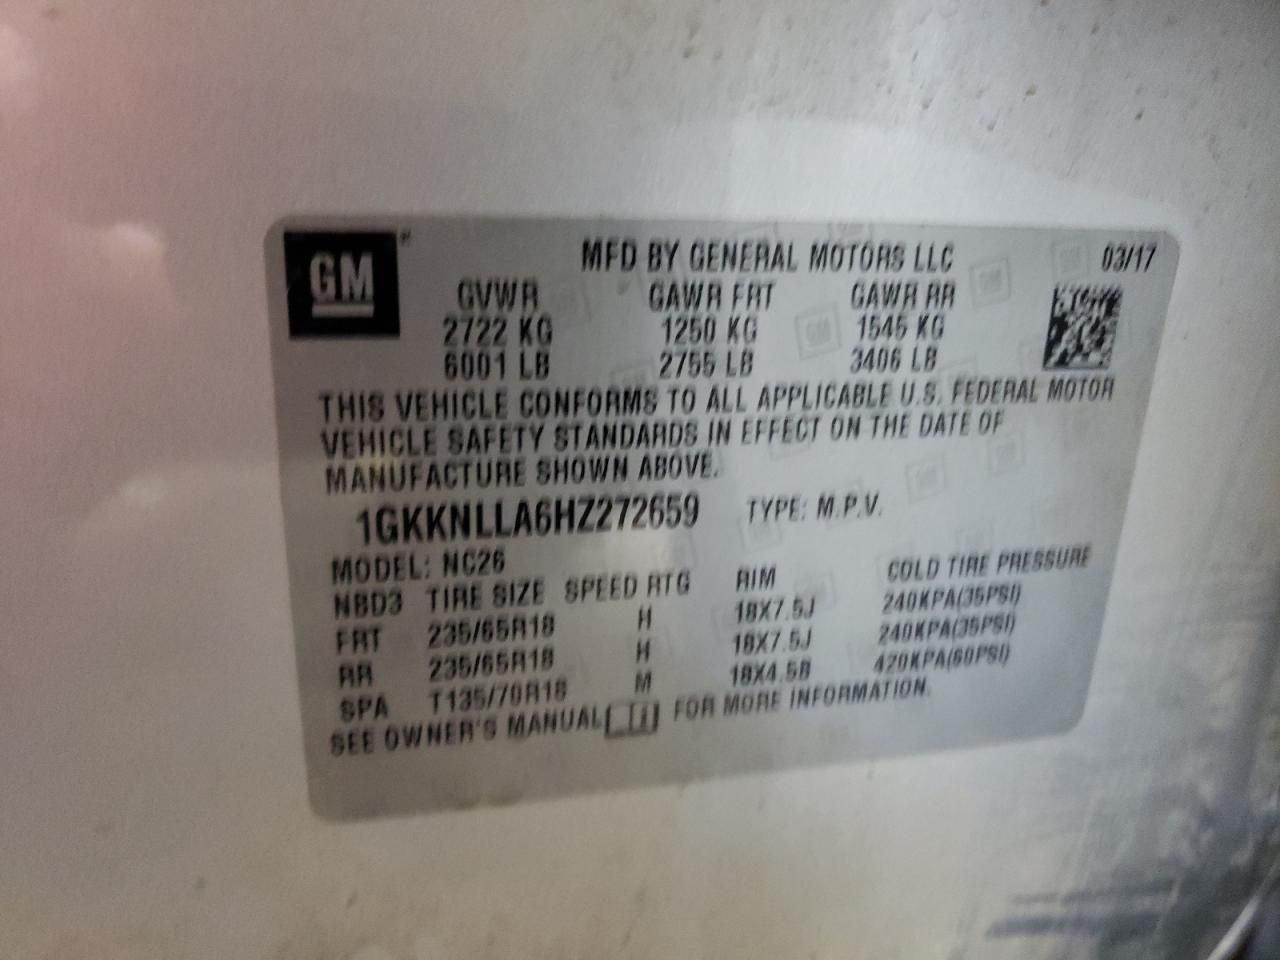 GM
MFD BY GENERAL MOTORS LLC 03/17
GVWR GAWR FRT GAWR RR
2722 KG 1250 KG 1545 KG
6001 LB 2755 LB 3406 LB
THIS VEHICLE CONFORMS TO ALL APPLICABLE U.S. FEDERAL MOTOR
VEHICLE SAFETY STANDARDS IN EFFECT ON THE DATE OF
MANUFACTURE SHOWN ABOVE.
1GKKNLLA6HZ272659 TYPE: M.P.V.
MODEL: NC26
NBD3 TIRE SIZE SPEED RTG RIM COLD TIRE PRESSURE
FRT 235/65R18 H 18X7.5J 240KPA(35PSI)
RR 235/65R18 H 18X7.5J 240KPA(35PSI)
SPA T135/70R18 M 18X4.5B 420KPA(60PSI)
SEE OWNER'S MANUAL FOR MORE INFORMATION.